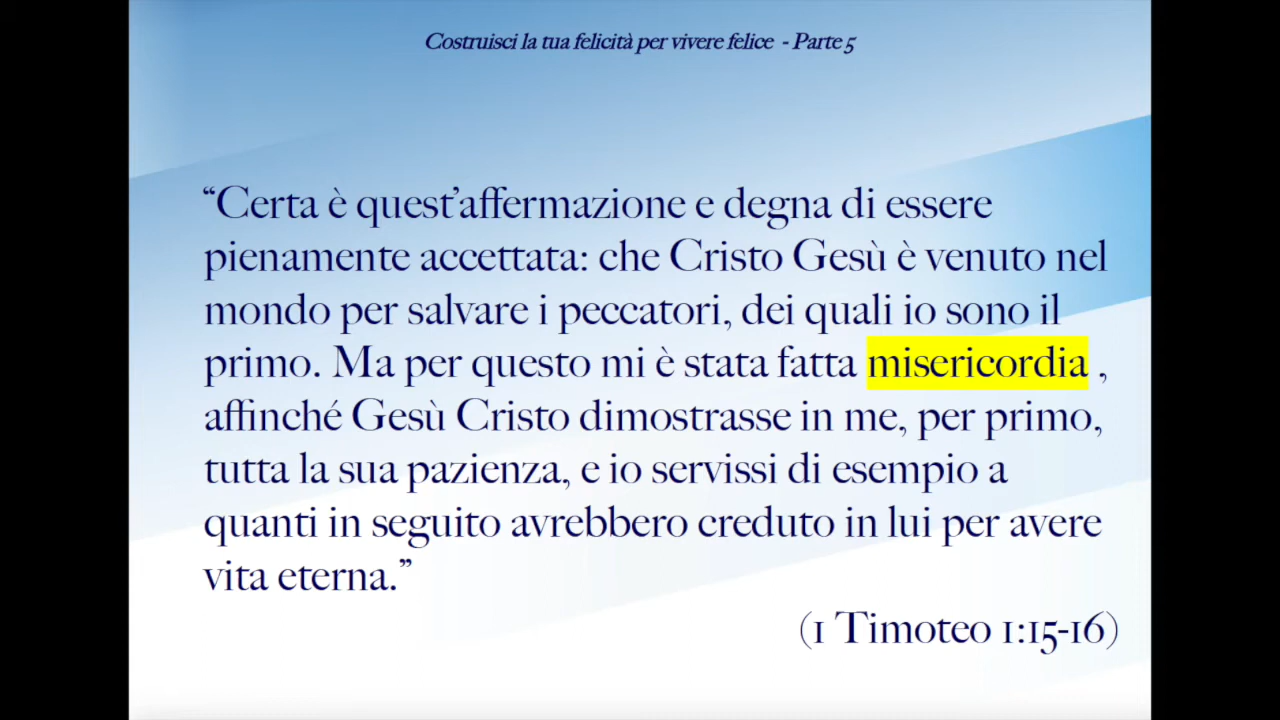 Costruisci la tua felicità per vivere felice - Parte 5
“Certa è quest’affermazione e degna di essere
pienamente accettata: che Cristo Gesù è venuto nel
mondo per salvare i peccatori, dei quali io sono il
primo. Ma per questo mi è stata fatta misericordia ,
affinché Gesù Cristo dimostrasse in me, per primo,
tutta la sua pazienza, e io servissi di esempio a
quanti in seguito avrebbero creduto in lui per avere
vita eterna.”
(1 Timoteo 1:15-16)